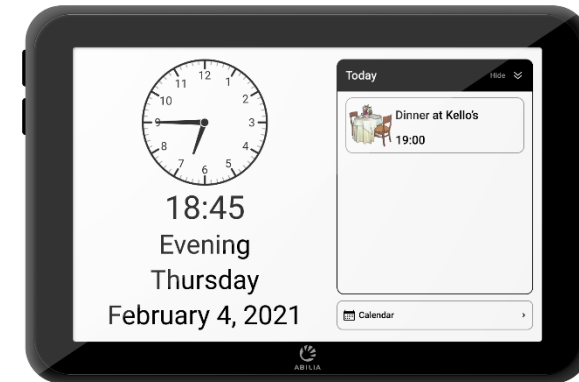 12
11
1
10
2
9
3
8
4
7
5
6
18:45
Evening
Thursday
February 4, 2021
Today
Hide
Dinner at Kello's
19:00
Calendar
ABILIA